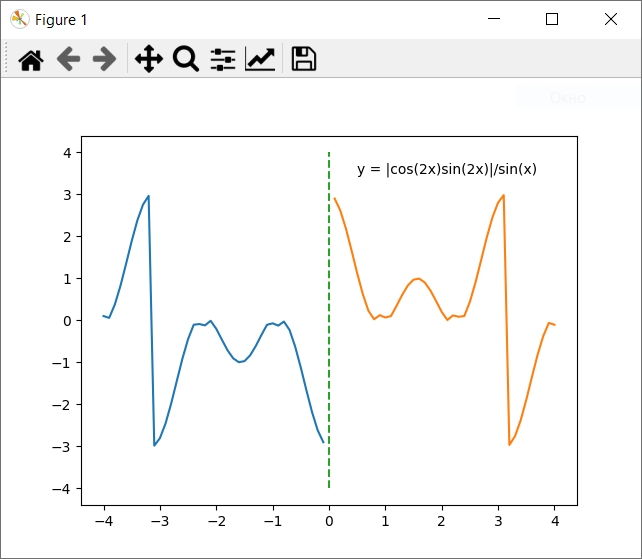 Figure 1
Окно
y = |cos(2x)sin(2x)|/sin(x)
4
3
2
1
0
−1
−2
−3
−4
−4 −3 −2 −1 0 1 2 3 4